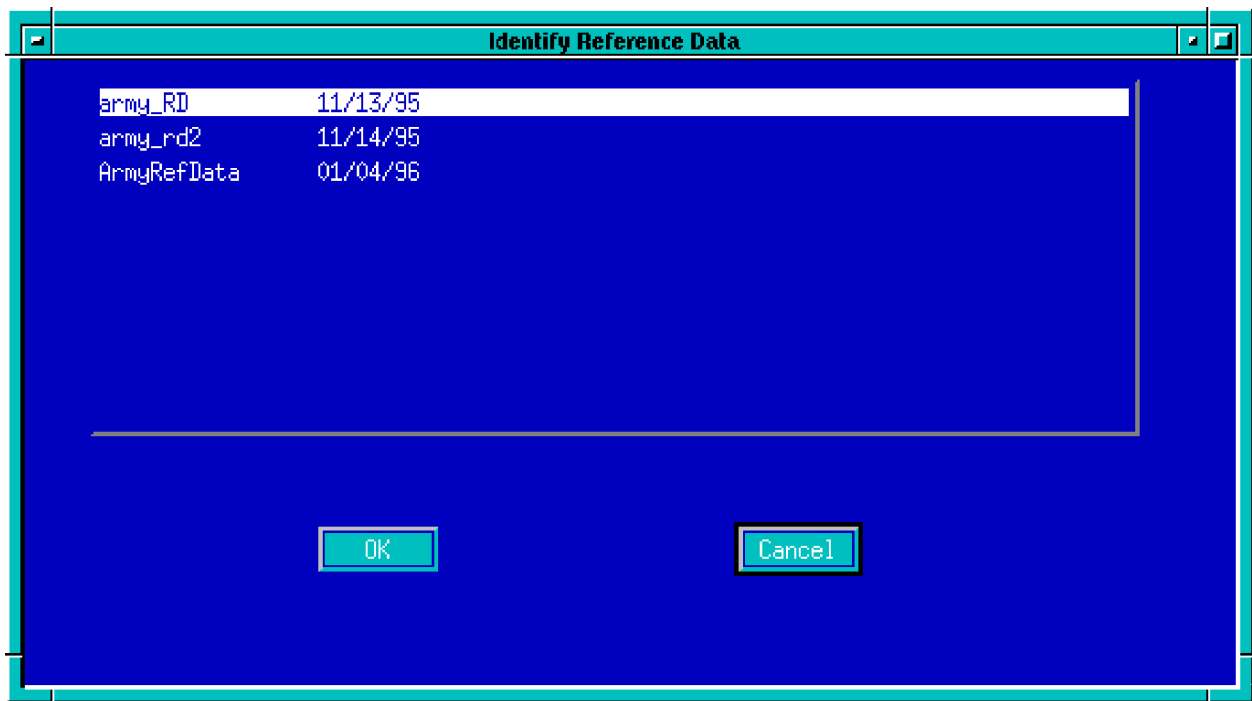 Identify Reference Data
army_RD 11/13/95
army_rd2 11/14/95
ArmyRefData 01/04/96
OK Cancel